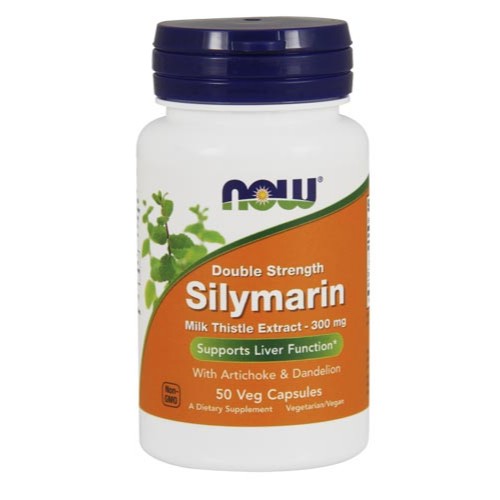 NOW®
Double Strength
Silymarin
Milk Thistle Extract - 300 mg
Supports Liver Function*
With Artichoke & Dandelion
50 Veg Capsules
Non-
GMO
A Dietary Supplement Vegetarian/Vegan